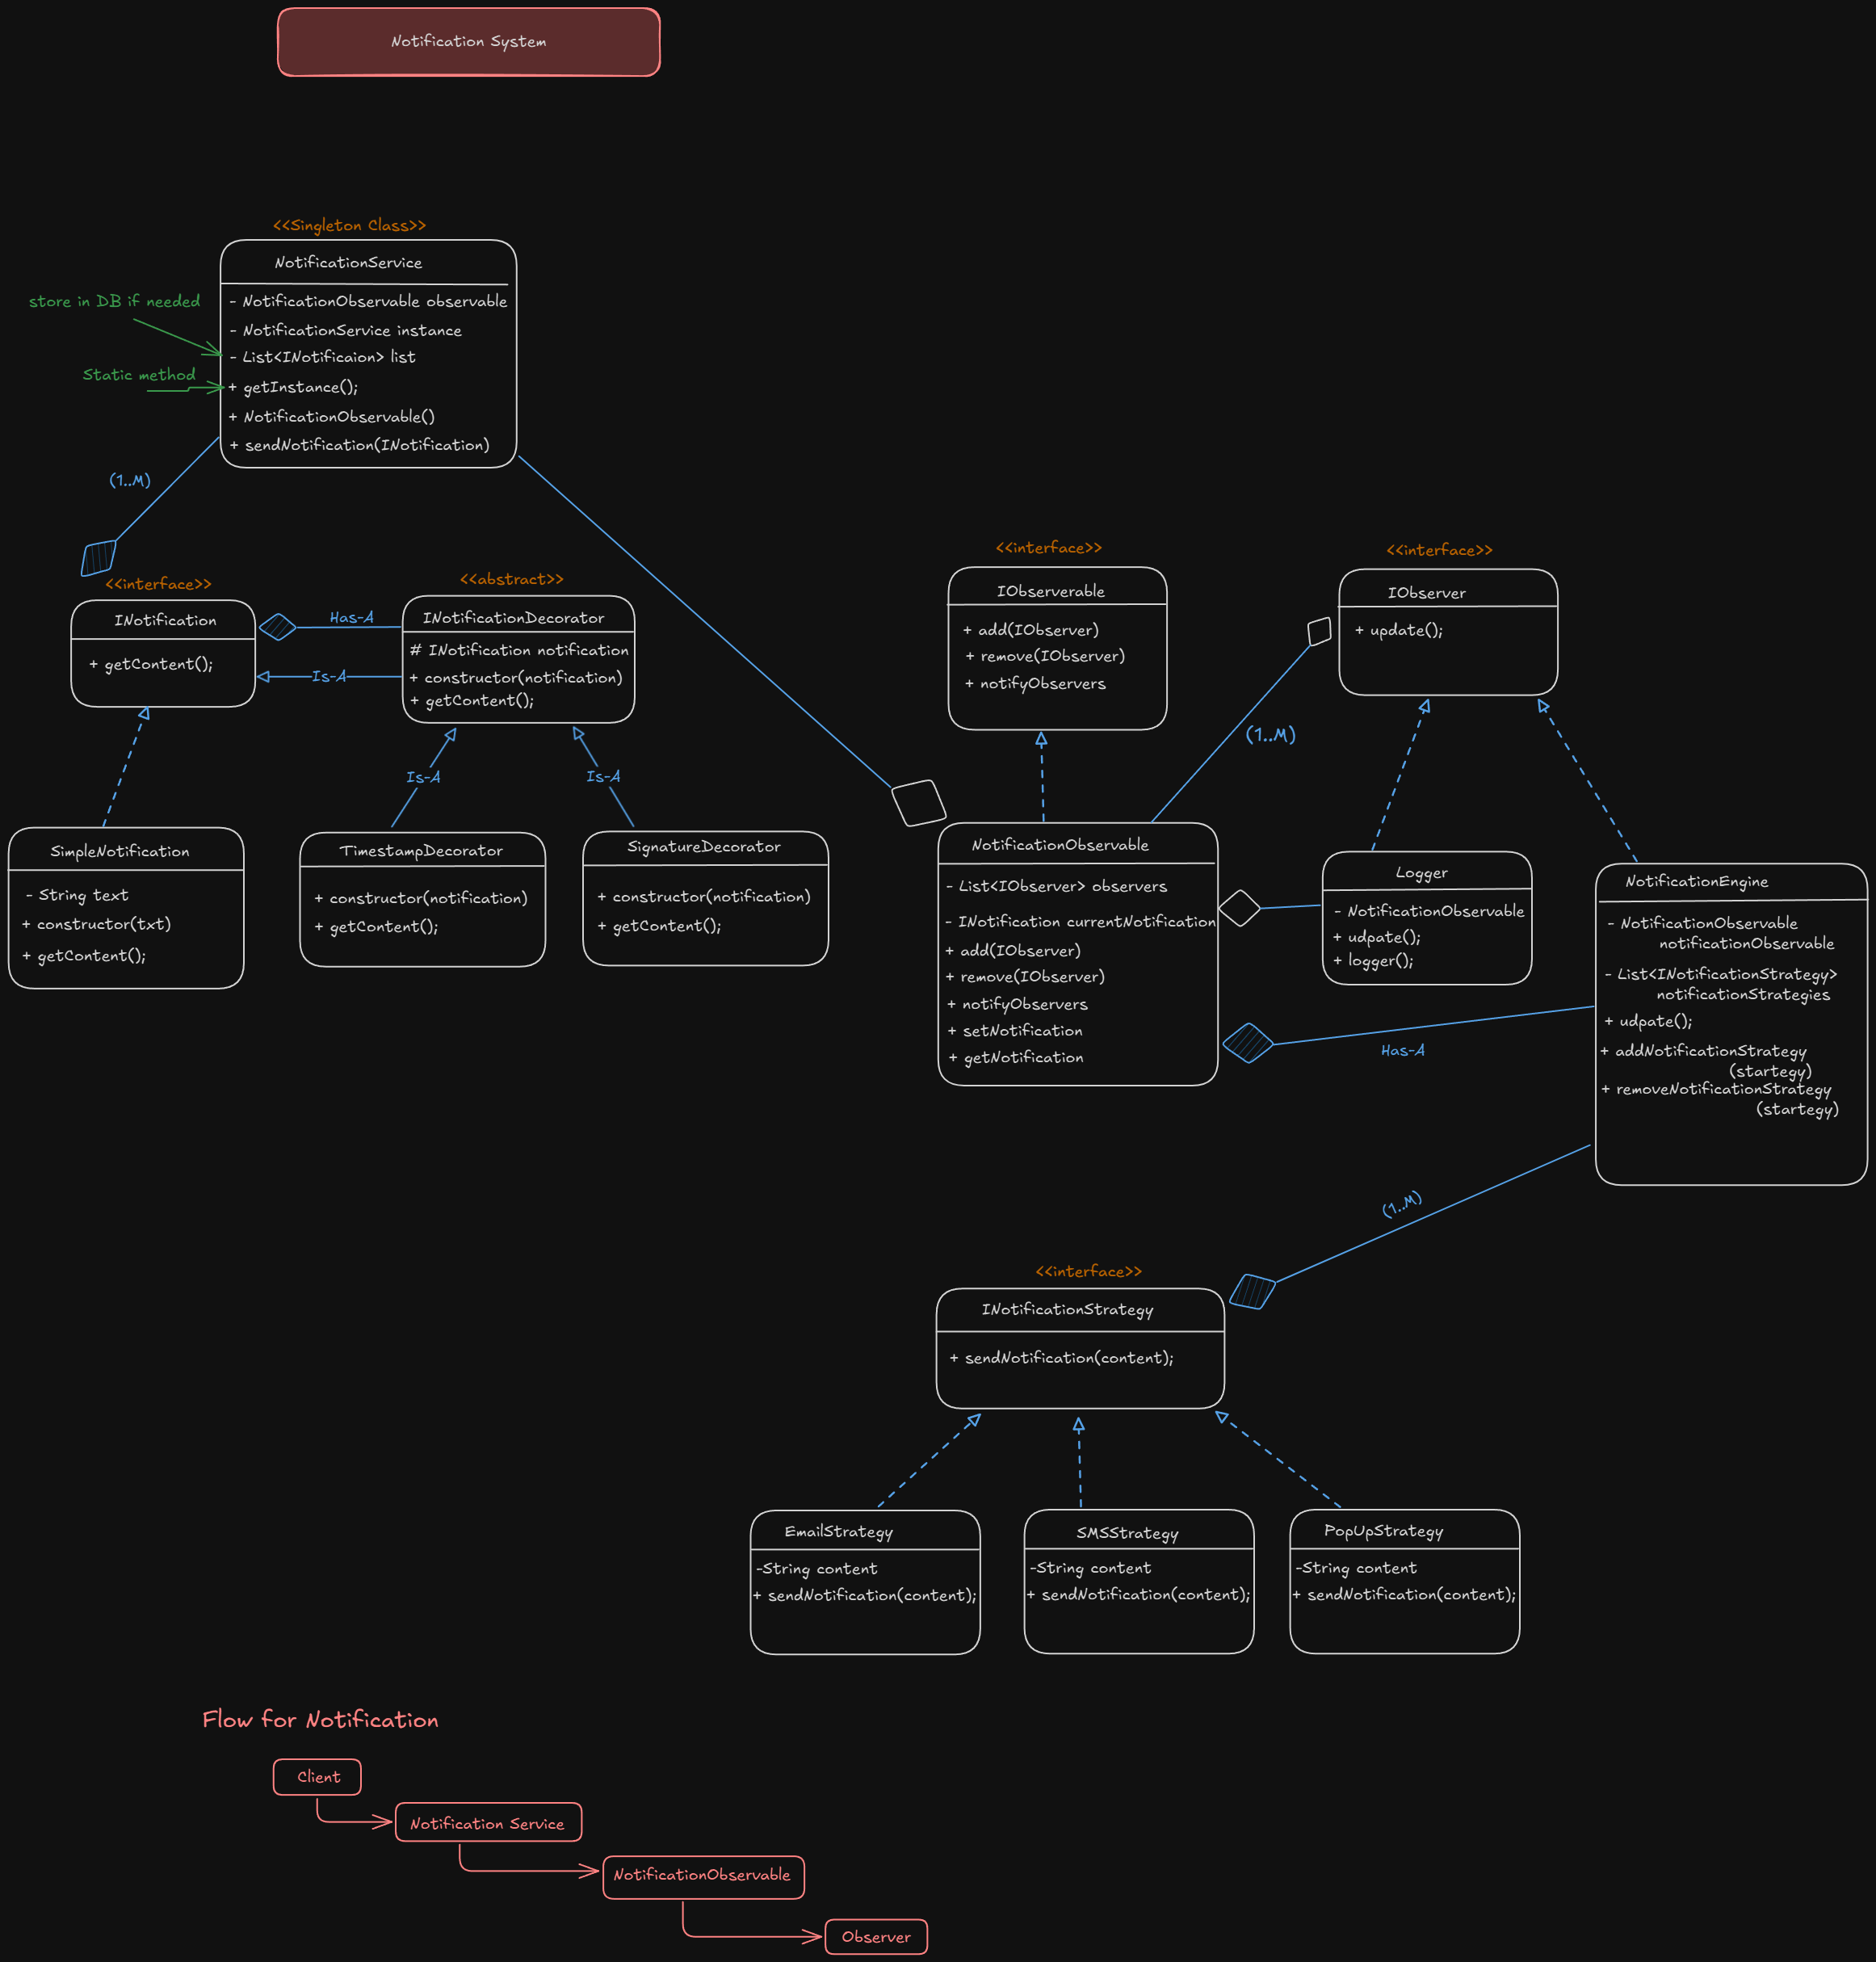 Notification System
<<Singleton Class>>
NotificationService
- NotificationObservable observable
- NotificationService instance
- List<INotificaion> list
+ getInstance();
+ NotificationObservable()
+ sendNotification(INotification)
store in DB if needed
Static method
(1..M)
<<interface>>
INotification
+ getContent();
Has-A
Is-A
<<abstract>>
INotificationDecorator
# INotification notification
+ constructor(notification)
+ getContent();
Is-A
Is-A
SimpleNotification
- String text
+ constructor(txt)
+ getContent();
TimestampDecorator
+ constructor(notification)
+ getContent();
SignatureDecorator
+ constructor(notification)
+ getContent();
<<interface>>
IObserverable
+ add(IObserver)
+ remove(IObserver)
+ notifyObservers
<<interface>>
IObserver
+ update();
(1..M)
NotificationObservable
- List<IObserver> observers
- INotification currentNotification
+ add(IObserver)
+ remove(IObserver)
+ notifyObservers
+ setNotification
+ getNotification
Logger
- NotificationObservable
+ udpate();
+ logger();
NotificationEngine
- NotificationObservable
notificationObservable
- List<INotificationStrategy>
notificationStrategies
+ udpate();
+ addNotificationStrategy
(startegy)
+ removeNotificationStrategy
(startegy)
Has-A
(1..M)
<<interface>>
INotificationStrategy
+ sendNotification(content);
EmailStrategy
-String content
+ sendNotification(content);
SMSStrategy
-String content
+ sendNotification(content);
PopUpStrategy
-String content
+ sendNotification(content);
Flow for Notification
Client
Notification Service
NotificationObservable
Observer